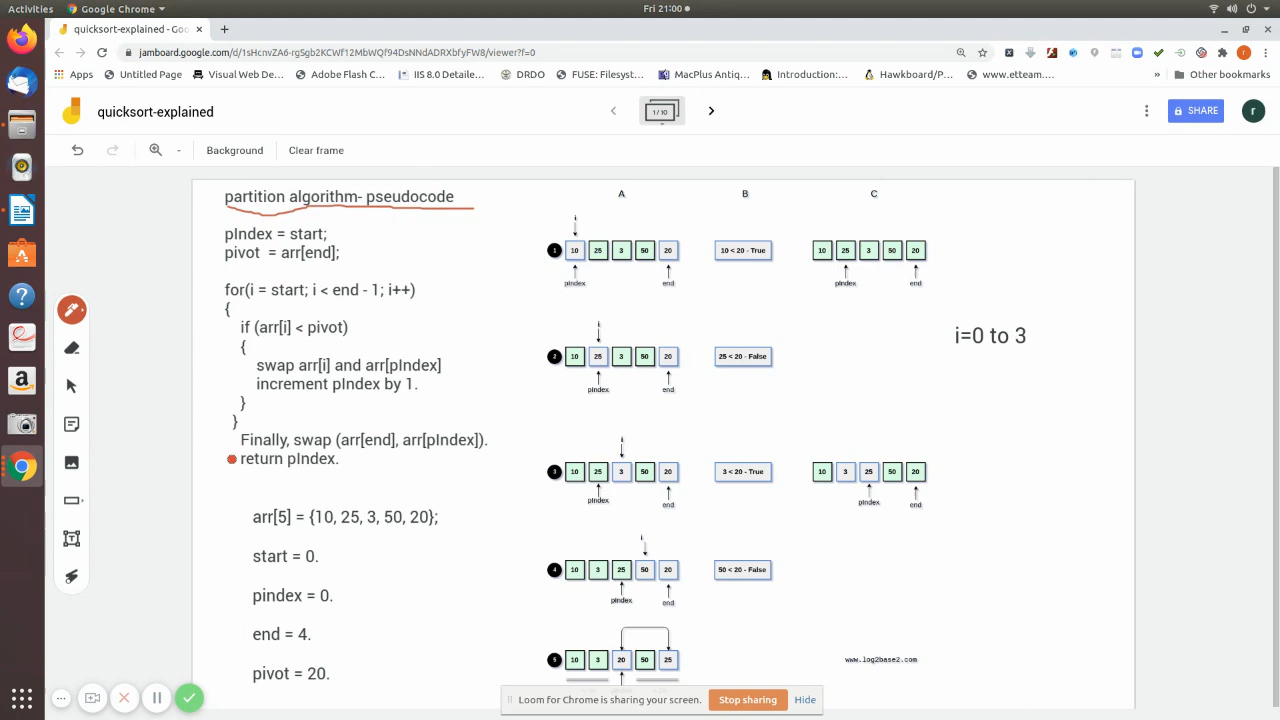 Activities
Google Chrome
Fri 21:00
quicksort-explained - Goo
jamboard.google.com/d/1sHcnvZA6-rgSgb2KCWf12MbWQf94DsNNdADRXbfyFW8/viewer?f=0
Apps
Untitled Page
Visual Web De...
Adobe Flash C...
IIS 8.0 Detaile...
DRDO
FUSE: Filesyst...
MacPlus Antiq...
Introduction:...
Hawkboard/P...
www.etteam....
»
Other bookmarks
quicksort-explained
1 / 10
SHARE
r
Background
Clear frame
partition algorithm- pseudocode
pIndex = start;
pivot = arr[end];
for(i = start; i < end - 1; i++)
{
if (arr[i] < pivot)
{
swap arr[i] and arr[pIndex]
increment pIndex by 1.
}
}
Finally, swap (arr[end], arr[pIndex]).
return pIndex.
arr[5] = {10, 25, 3, 50, 20};
start = 0.
pindex = 0.
end = 4.
pivot = 20.
A B C
i
1 10 25 3 50 20 10 < 20 - True 10 25 3 50 20
pIndex end pIndex end
i
2 10 25 3 50 20 25 < 20 - False
pIndex end
i=0 to 3
i
3 10 25 3 50 20 3 < 20 - True 10 3 25 50 20
pIndex end pIndex end
i
4 10 3 25 50 20 50 < 20 - False
pIndex end
5 10 3 20 50 25
www.log2base2.com
Loom for Chrome is sharing your screen.
Stop sharing
Hide